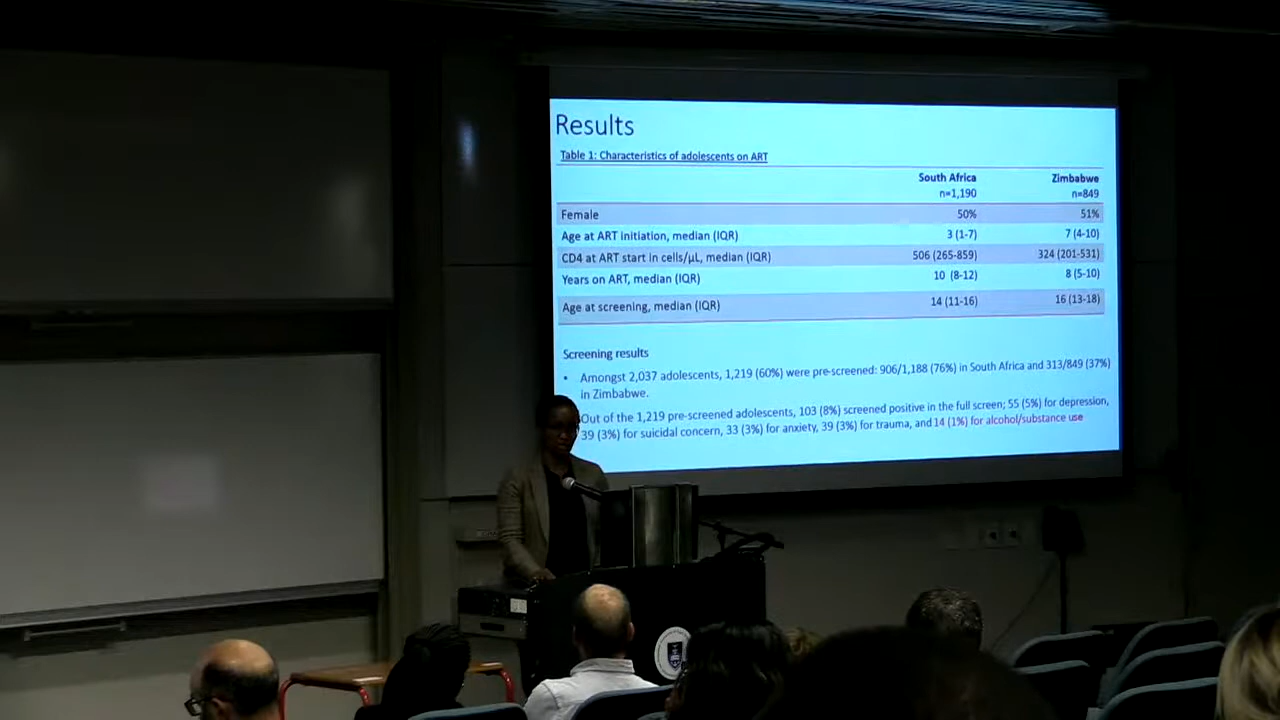 Results
Table 1: Characteristics of adolescents on ART
South Africa Zimbabwe
n=1,190 n=849
Female 50% 51%
Age at ART initiation, median (IQR) 3 (1-7) 7 (4-10)
CD4 at ART start in cells/µL, median (IQR) 506 (265-859) 324 (201-531)
Years on ART, median (IQR) 10 (8-12) 8 (5-10)
Age at screening, median (IQR) 14 (11-16) 16 (13-18)
Screening results
• Amongst 2,037 adolescents, 1,219 (60%) were pre-screened: 906/1,188 (76%) in South Africa and 313/849 (37%)
in Zimbabwe.
Out of the 1,219 pre-screened adolescents, 103 (8%) screened positive in the full screen; 55 (5%) for depression,
39 (3%) for suicidal concern, 33 (3%) for anxiety, 39 (3%) for trauma, and 14 (1%) for alcohol/substance use